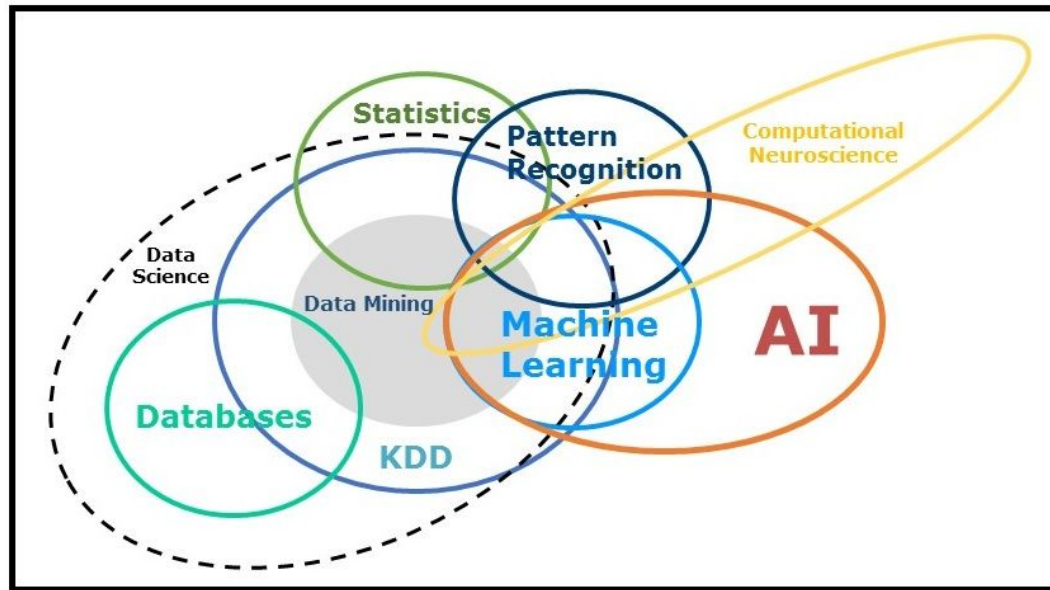 Statistics
Pattern
Recognition
Computational
Neuroscience
Data
Science
Data Mining
Machine
Learning
AI
Databases
KDD